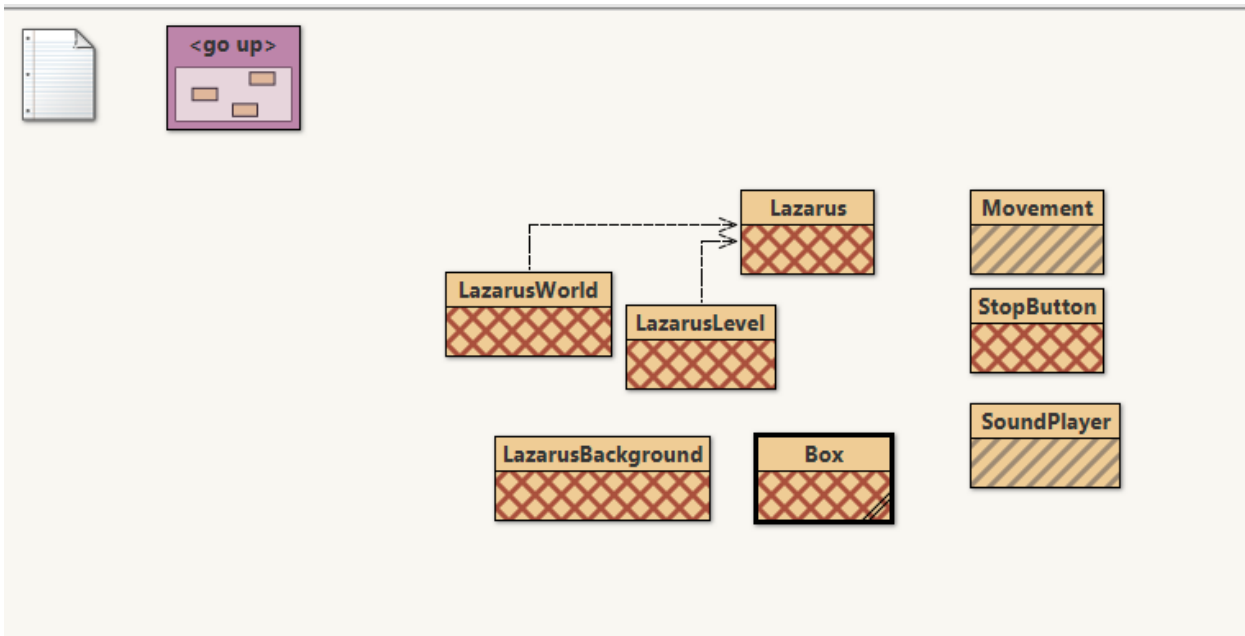 <go up>
Lazarus
Movement
LazarusWorld
StopButton
LazarusLevel
SoundPlayer
LazarusBackground
Box